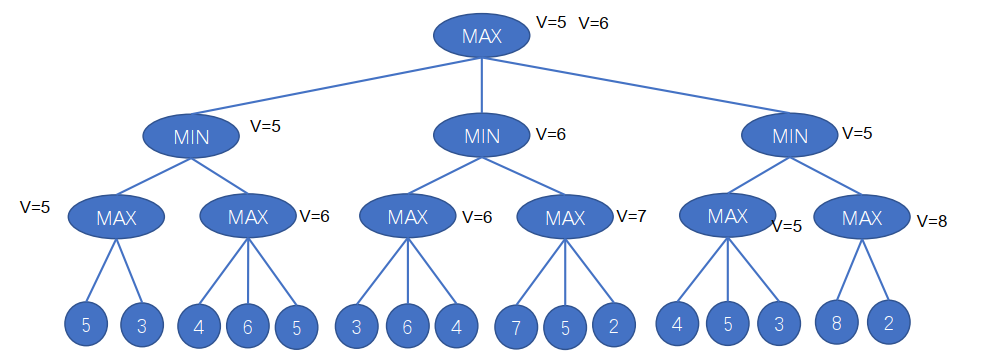 MAX V=5 V=6
MIN V=5 MIN V=6 MIN V=5
V=5 MAX MAX V=6 MAX V=6 MAX V=7 MAX V=5 MAX V=8
5 3 4 6 5 3 6 4 7 5 2 4 5 3 8 2